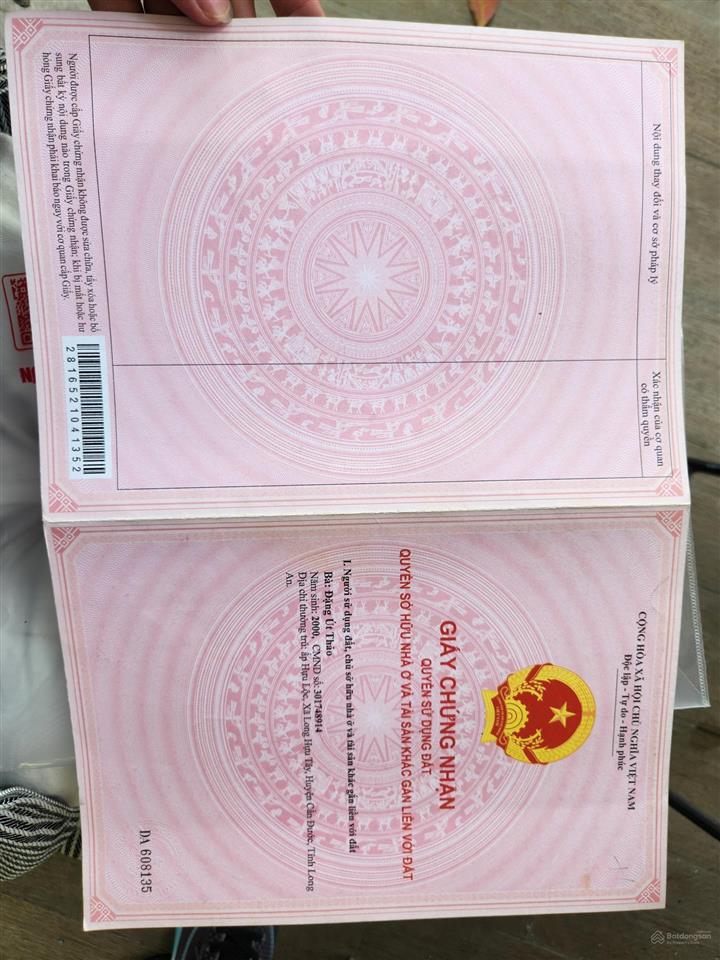 CỘNG HÒA XÃ HỘI CHỦ NGHĨA VIỆT NAM
Độc lập - Tự do - Hạnh phúc
GIẤY CHỨNG NHẬN
QUYỀN SỬ DỤNG ĐẤT
QUYỀN SỞ HỮU NHÀ Ở VÀ TÀI SẢN KHÁC GẮN LIỀN VỚI ĐẤT
I. Người sử dụng đất, chủ sở hữu nhà ở và tài sản khác gắn liền với đất
Bà: Đặng Út Thảo
Năm sinh: 2000, CMND số: 301748914
Địa chỉ thường trú: ấp Hựu Lộc, Xã Long Hựu Tây, Huyện Cần Đước, Tỉnh Long
An.
DA 608135
Nội dung thay đổi và cơ sở pháp lý
Xác nhận của cơ quan
có thẩm quyền
Người được cấp Giấy chứng nhận không được sửa chữa, tẩy xóa hoặc bổ
sung bất kỳ nội dung nào trong Giấy chứng nhận; khi bị mất hoặc hư
hỏng Giấy chứng nhận phải khai báo ngay với cơ quan cấp Giấy.
2816521041352
Batdongsan